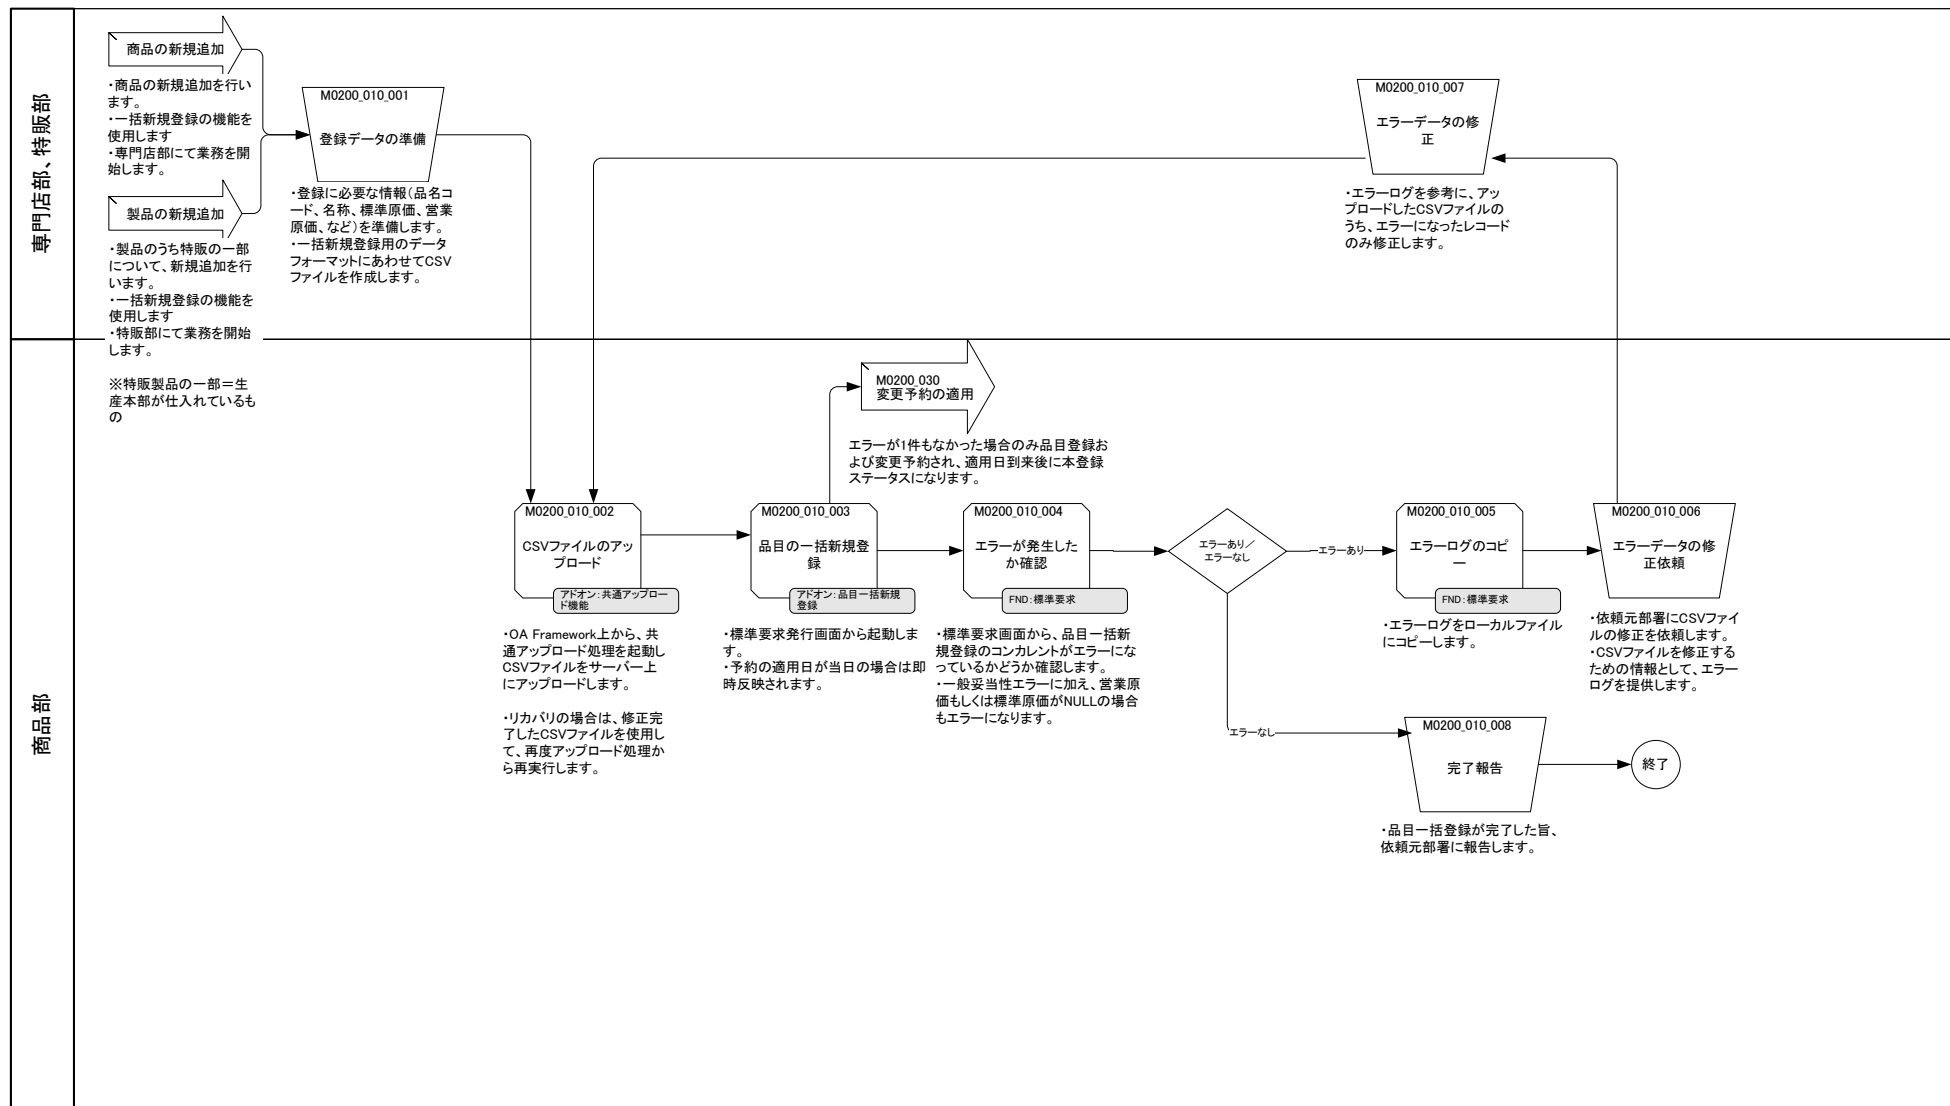 専門店部、特販部
商品の新規追加
・商品の新規追加を行い
ます。
・一括新規登録の機能を
使用します
・専門店部にて業務を開
始します。
製品の新規追加
・製品のうち特販の一部
について、新規追加を行
います。
・一括新規登録の機能を
使用します
・特販部にて業務を開始
します。
※特販製品の一部＝生
産本部が仕入れているも
の
M0200_010_001
登録データの準備
・登録に必要な情報（品名コ
ード、名称、標準原価、営業
原価、など）を準備します。
・一括新規登録用のデータ
フォーマットにあわせてCSV
ファイルを作成します。
M0200_010_007
エラーデータの修
正
・エラーログを参考に、アッ
プロードしたCSVファイルの
うち、エラーになったレコード
のみ修正します。
商品部
M0200_030
変更予約の適用
エラーが1件もなかった場合のみ品目登録お
よび変更予約され、適用日到来後に本登録
ステータスになります。
M0200_010_002
CSVファイルのアッ
プロード
アドオン：共通アップロー
ド機能
・OA Framework上から、共
通アップロード処理を起動し
CSVファイルをサーバー上
にアップロードします。
・リカバリの場合は、修正完
了したCSVファイルを使用し
て、再度アップロード処理か
ら再実行します。
M0200_010_003
品目の一括新規登
録
アドオン：品目一括新規
登録
・標準要求発行画面から起動しま
す。
・予約の適用日が当日の場合は即
時反映されます。
M0200_010_004
エラーが発生した
か確認
FND：標準要求
・標準要求画面から、品目一括新
規登録のコンカレントがエラーにな
っているかどうか確認します。
・一般妥当性エラーに加え、営業原
価もしくは標準原価がNULLの場合
もエラーになります。
エラーあり／
エラーなし
エラーあり
M0200_010_005
エラーログのコピ
ー
FND：標準要求
・エラーログをローカルファイル
にコピーします。
M0200_010_006
エラーデータの修
正依頼
・依頼元部署にCSVファイ
ルの修正を依頼します。
・CSVファイルを修正する
ための情報として、エラー
ログを提供します。
エラーなし
M0200_010_008
完了報告
・品目一括登録が完了した旨、
依頼元部署に報告します。
終了